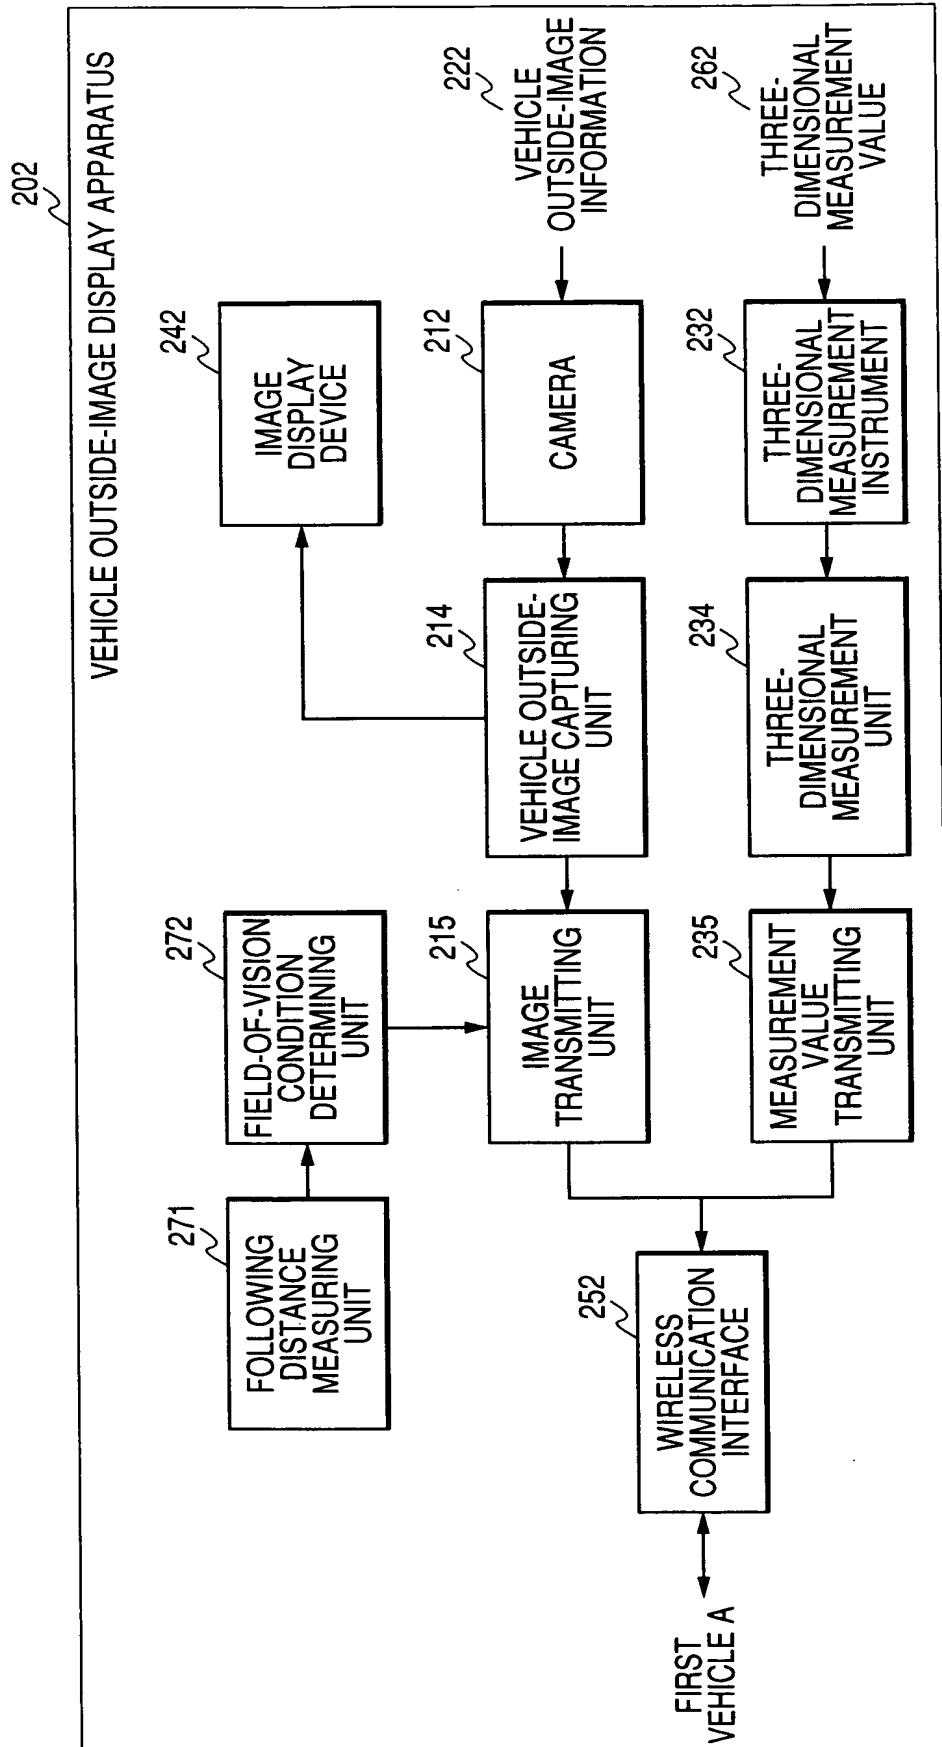 202
VEHICLE OUTSIDE-IMAGE DISPLAY APPARATUS
271
FOLLOWING
DISTANCE
MEASURING
UNIT
272
FIELD-OF-VISION
CONDITION
DETERMINING
UNIT
242
IMAGE
DISPLAY
DEVICE
215
IMAGE
TRANSMITTING
UNIT
214
VEHICLE OUTSIDE-
IMAGE CAPTURING
UNIT
212
CAMERA
222
VEHICLE
OUTSIDE-IMAGE
INFORMATION
FIRST
VEHICLE A
252
WIRELESS
COMMUNICATION
INTERFACE
235
MEASUREMENT
VALUE
TRANSMITTING
UNIT
234
THREE-
DIMENSIONAL
MEASUREMENT
UNIT
232
THREE-
DIMENSIONAL
MEASUREMENT
INSTRUMENT
262
THREE-
DIMENSIONAL
MEASUREMENT
VALUE